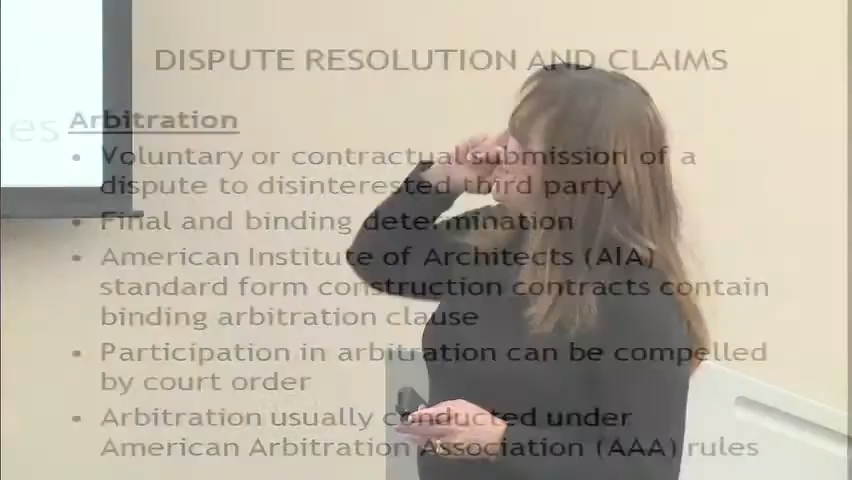 DISPUTE RESOLUTION AND CLAIMS
es
Arbitration
• Voluntary or contractual submission of a
dispute to disinterested third party
• Final and binding determination
• American Institute of Architects (AIA)
standard form construction contracts contain
binding arbitration clause
• Participation in arbitration can be compelled
by court order
• Arbitration usually conducted under
American Arbitration Association (AAA) rules